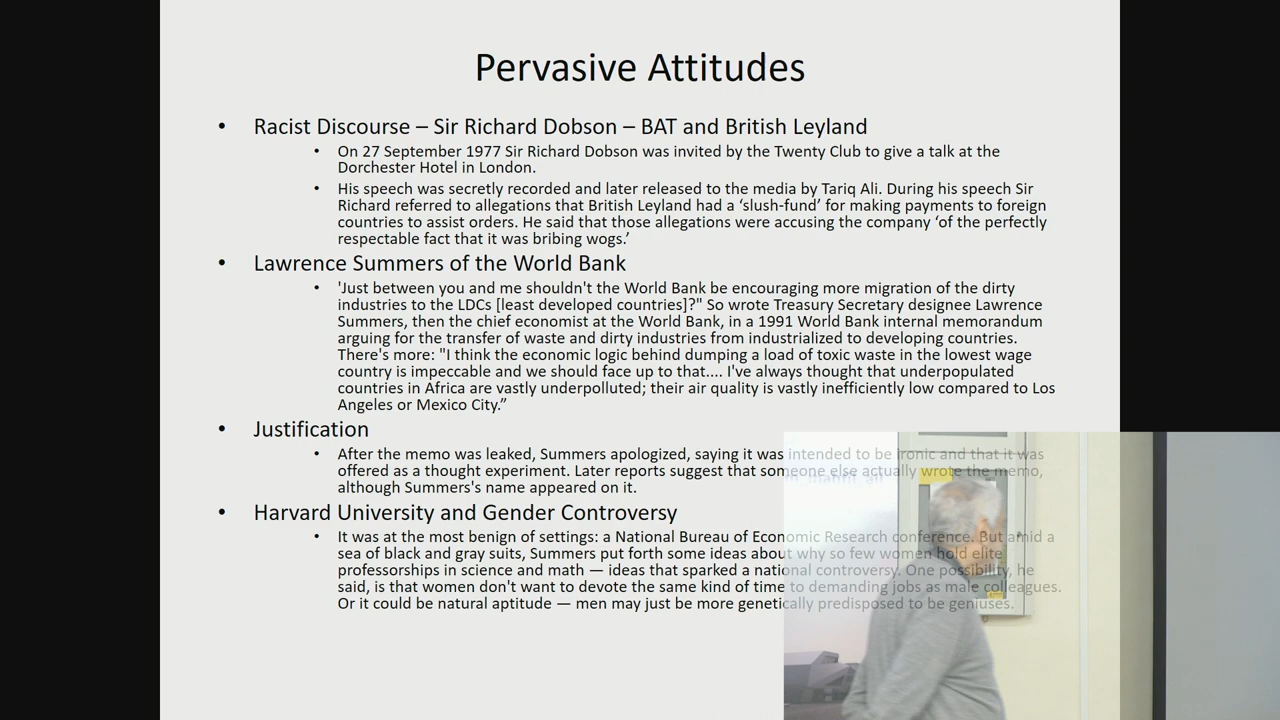 Pervasive Attitudes
• Racist Discourse – Sir Richard Dobson – BAT and British Leyland
• On 27 September 1977 Sir Richard Dobson was invited by the Twenty Club to give a talk at the
Dorchester Hotel in London.
• His speech was secretly recorded and later released to the media by Tariq Ali. During his speech Sir
Richard referred to allegations that British Leyland had a ‘slush-fund’ for making payments to foreign
countries to assist orders. He said that those allegations were accusing the company ‘of the perfectly
respectable fact that it was bribing wogs.’
• Lawrence Summers of the World Bank
• 'Just between you and me shouldn't the World Bank be encouraging more migration of the dirty
industries to the LDCs [least developed countries]?" So wrote Treasury Secretary designee Lawrence
Summers, then the chief economist at the World Bank, in a 1991 World Bank internal memorandum
arguing for the transfer of waste and dirty industries from industrialized to developing countries.
There's more: "I think the economic logic behind dumping a load of toxic waste in the lowest wage
country is impeccable and we should face up to that.... I've always thought that underpopulated
countries in Africa are vastly underpolluted; their air quality is vastly inefficiently low compared to Los
Angeles or Mexico City.”
• Justification
• After the memo was leaked, Summers apologized, saying it was intended to be ironic and that it was
offered as a thought experiment. Later reports suggest that someone else actually wrote the memo,
although Summers's name appeared on it.
• Harvard University and Gender Controversy
• It was at the most benign of settings: a National Bureau of Economic Research conference. But amid a
sea of black and gray suits, Summers put forth some ideas about why so few women hold elite
professorships in science and math — ideas that sparked a national controversy. One possibility, he
said, is that women don't want to devote the same kind of time to demanding jobs as male colleagues.
Or it could be natural aptitude — men may just be more genetically predisposed to be geniuses.